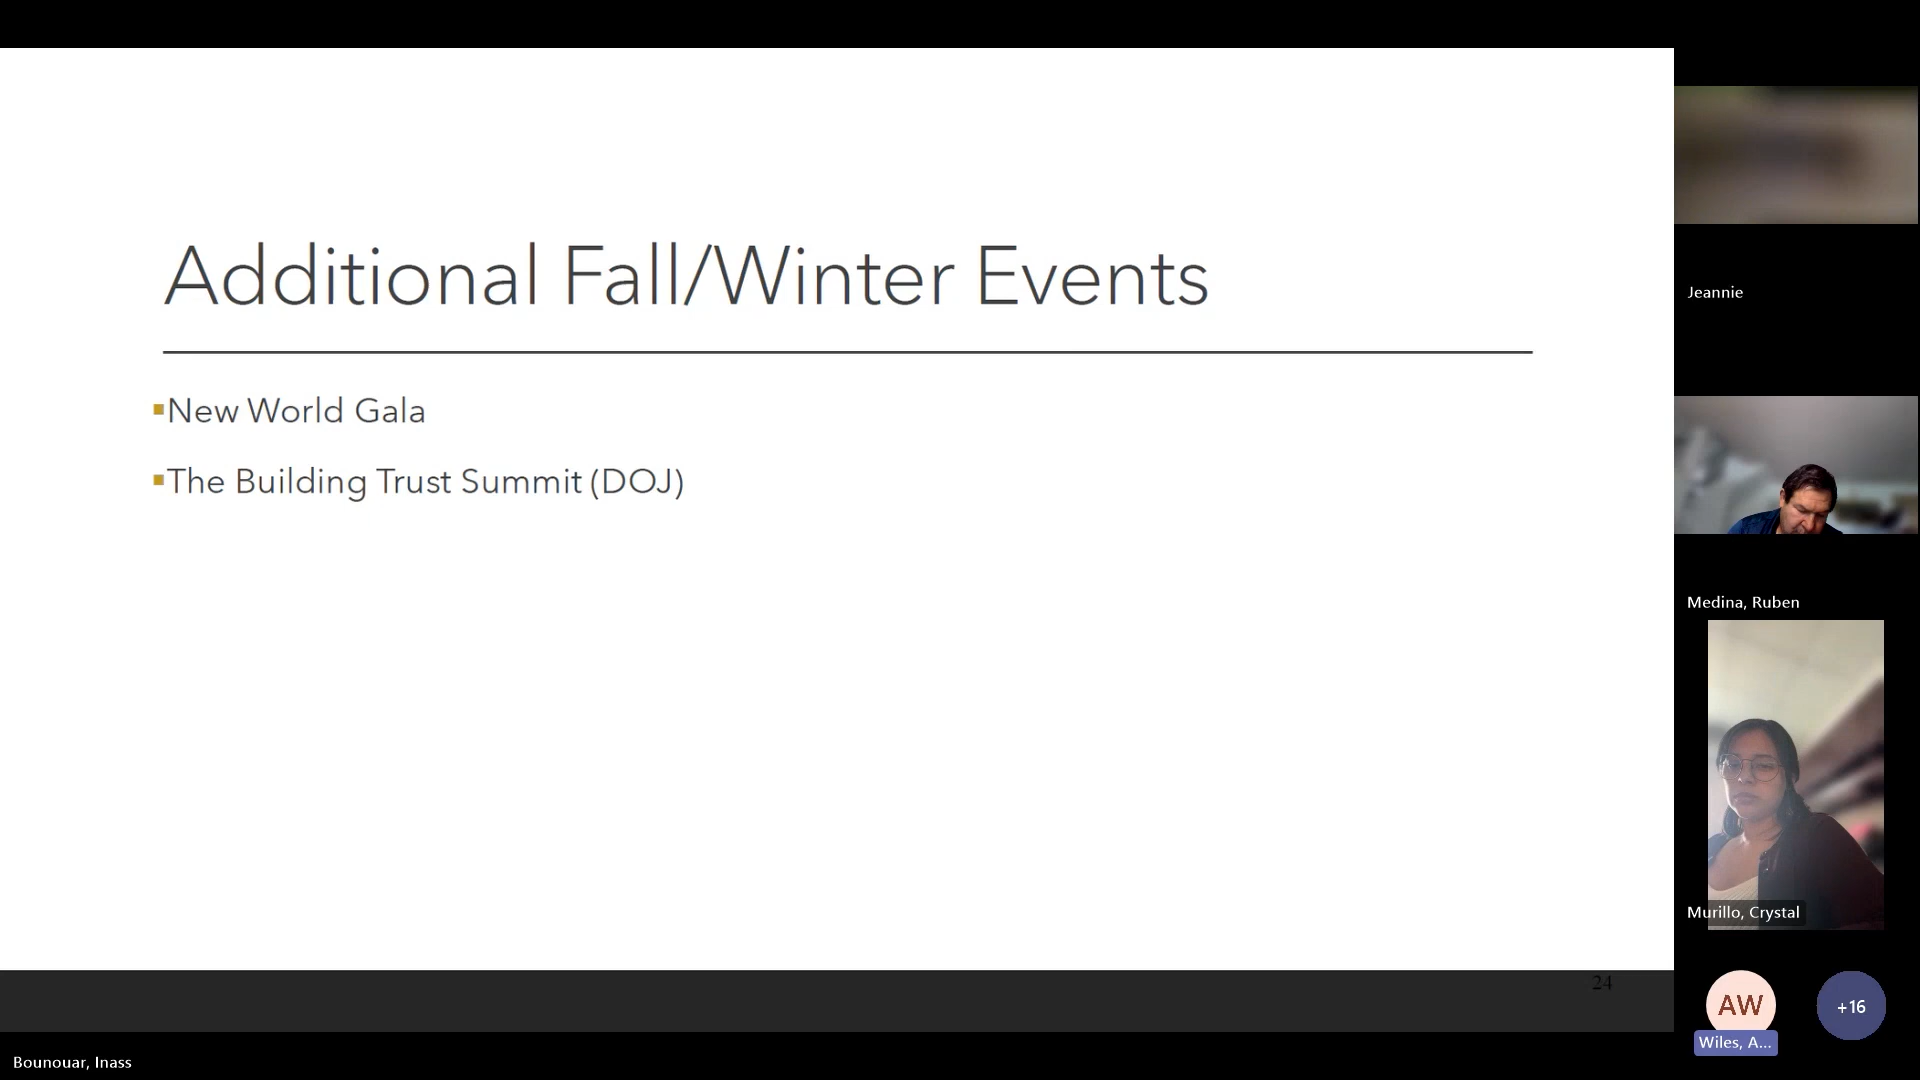 Additional Fall/Winter Events
▪New World Gala
▪The Building Trust Summit (DOJ)
24
Jeannie
Medina, Ruben
Murillo, Crystal
AW
Wiles, A...
+16
Bounouar, Inass